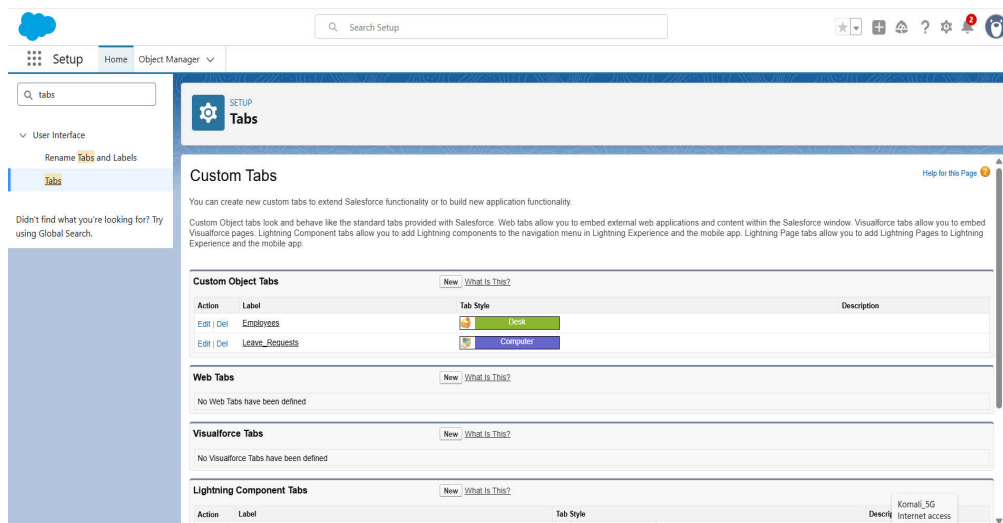 Search Setup
2
Setup
Home
Object Manager
tabs
User Interface
Rename Tabs and Labels
Tabs
Didn't find what you're looking for? Try
using Global Search.
SETUP
Tabs
Custom Tabs
Help for this Page
You can create new custom tabs to extend Salesforce functionality or to build new application functionality.
Custom Object tabs look and behave like the standard tabs provided with Salesforce. Web tabs allow you to embed external web applications and content within the Salesforce window. Visualforce tabs allow you to embed
Visualforce pages. Lightning Component tabs allow you to add Lightning components to the navigation menu in Lightning Experience and the mobile app. Lightning Page tabs allow you to add Lightning Pages to Lightning
Experience and the mobile app.
Custom Object Tabs New What Is This?
Action Label Tab Style Description
Edit | Del Employees Desk
Edit | Del Leave_Requests Computer
Web Tabs New What Is This?
No Web Tabs have been defined
Visualforce Tabs New What Is This?
No Visualforce Tabs have been defined
Lightning Component Tabs New What Is This?
Action Label Tab Style
Komali_5G
Internet access